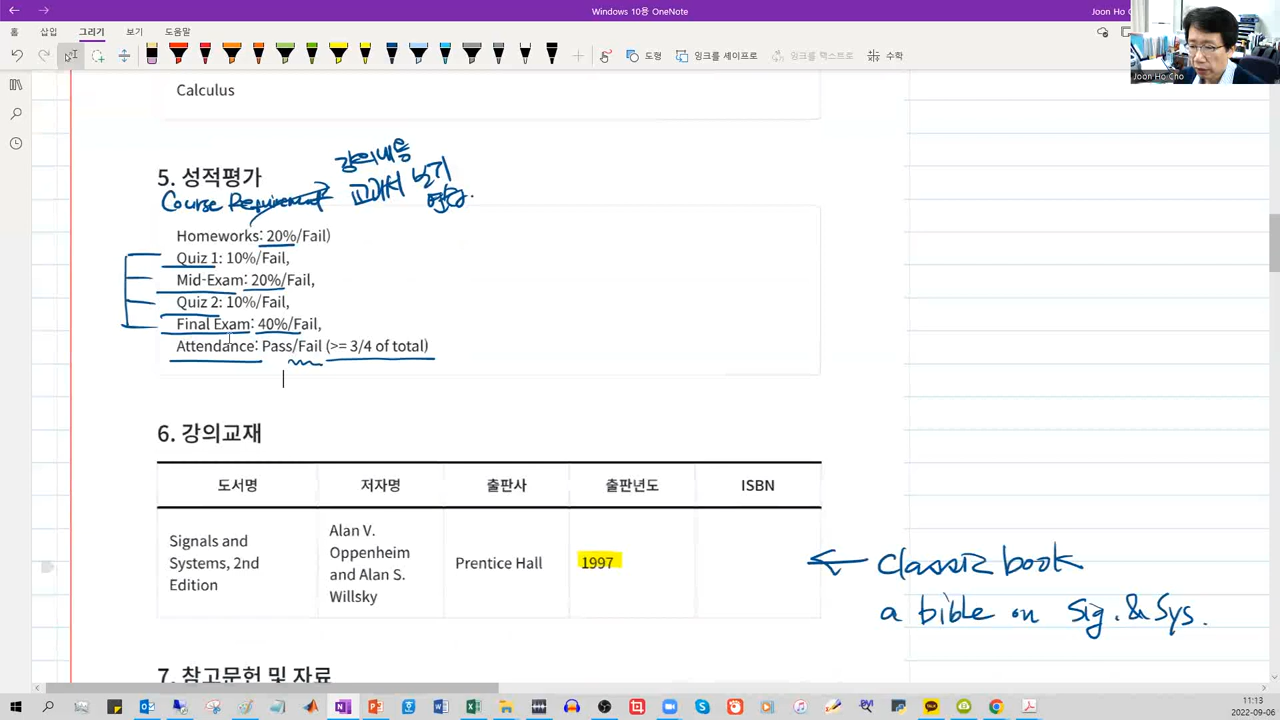 Windows 10용 OneNote
Joon Ho C
홈 삽입 그리기 보기 도움말
도형 잉크를 셰이프로 잉크를 텍스트로 수학
Joon Ho Cho
Calculus
강의내용
5. 성적평가
교과서 넣기
Course Requirement
Homeworks: 20%/Fail)
Quiz 1: 10%/Fail,
Mid-Exam: 20%/Fail,
Quiz 2: 10%/Fail,
Final Exam: 40%/Fail,
Attendance: Pass/Fail (>= 3/4 of total)
6. 강의교재
도서명 저자명 출판사 출판년도 ISBN
Signals and
Systems, 2nd
Edition
Alan V.
Oppenheim
and Alan S.
Willsky
Prentice Hall
1997
← classic book
a bible on Sig. & Sys.
7. 참고문헌 및 자료
11:13
2022-09-06